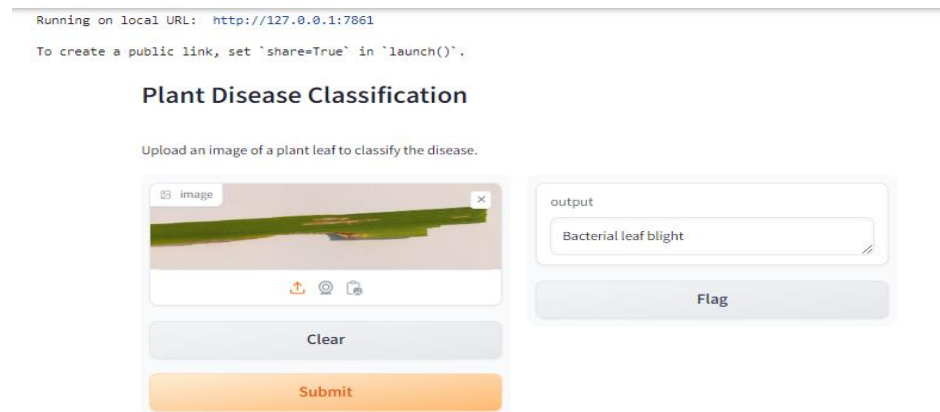 Running on local URL: http://127.0.0.1:7861
To create a public link, set `share=True` in `launch()`.
Plant Disease Classification
Upload an image of a plant leaf to classify the disease.
image
output
Bacterial leaf blight
Flag
Clear
Submit